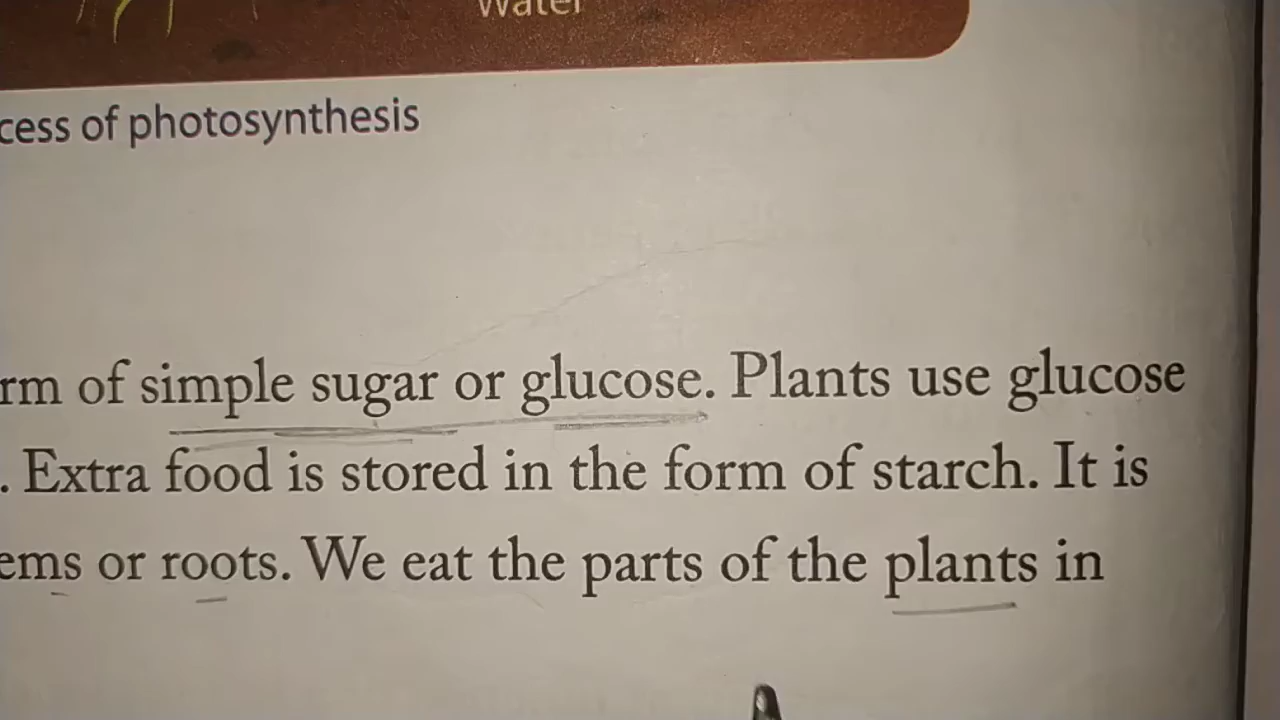 Water
cess of photosynthesis
rm of simple sugar or glucose. Plants use glucose
. Extra food is stored in the form of starch. It is
ems or roots. We eat the parts of the plants in